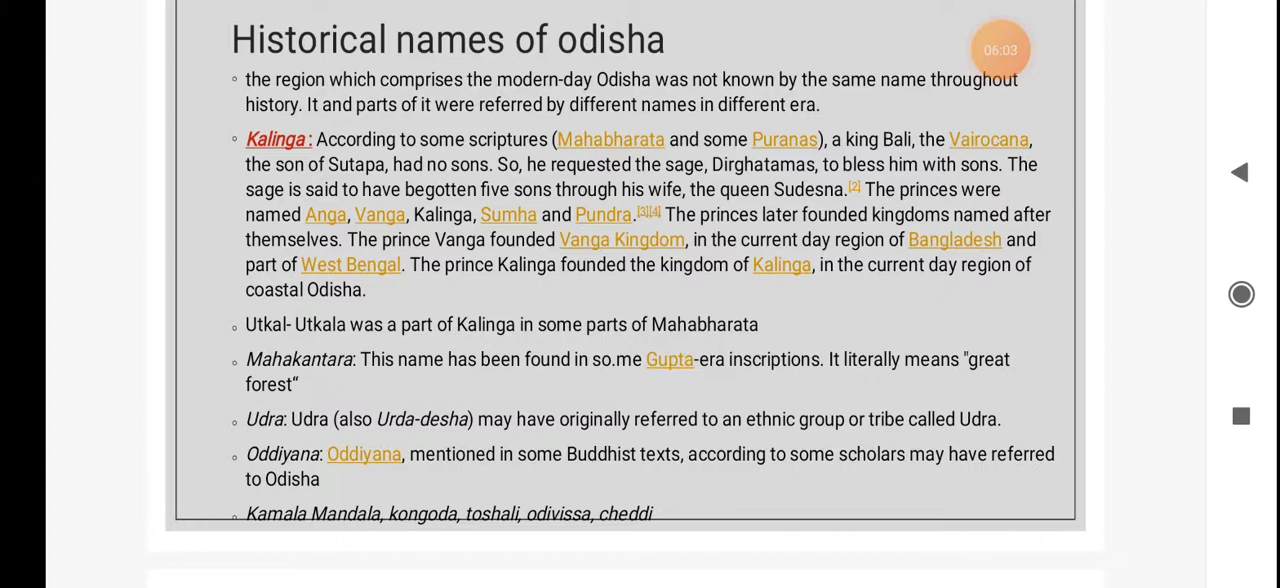 Historical names of odisha
06:03
the region which comprises the modern-day Odisha was not known by the same name throughout
history. It and parts of it were referred by different names in different era.
Kalinga : According to some scriptures (Mahabharata and some Puranas), a king Bali, the Vairocana,
the son of Sutapa, had no sons. So, he requested the sage, Dirghatamas, to bless him with sons. The
sage is said to have begotten five sons through his wife, the queen Sudesna.[2] The princes were
named Anga, Vanga, Kalinga, Sumha and Pundra.[3][4] The princes later founded kingdoms named after
themselves. The prince Vanga founded Vanga Kingdom, in the current day region of Bangladesh and
part of West Bengal. The prince Kalinga founded the kingdom of Kalinga, in the current day region of
coastal Odisha.
Utkal- Utkala was a part of Kalinga in some parts of Mahabharata
Mahakantara: This name has been found in so.me Gupta-era inscriptions. It literally means "great
forest“
Udra: Udra (also Urda-desha) may have originally referred to an ethnic group or tribe called Udra.
Oddiyana: Oddiyana, mentioned in some Buddhist texts, according to some scholars may have referred
to Odisha
Kamala Mandala, kongoda, toshali, odivissa, cheddi